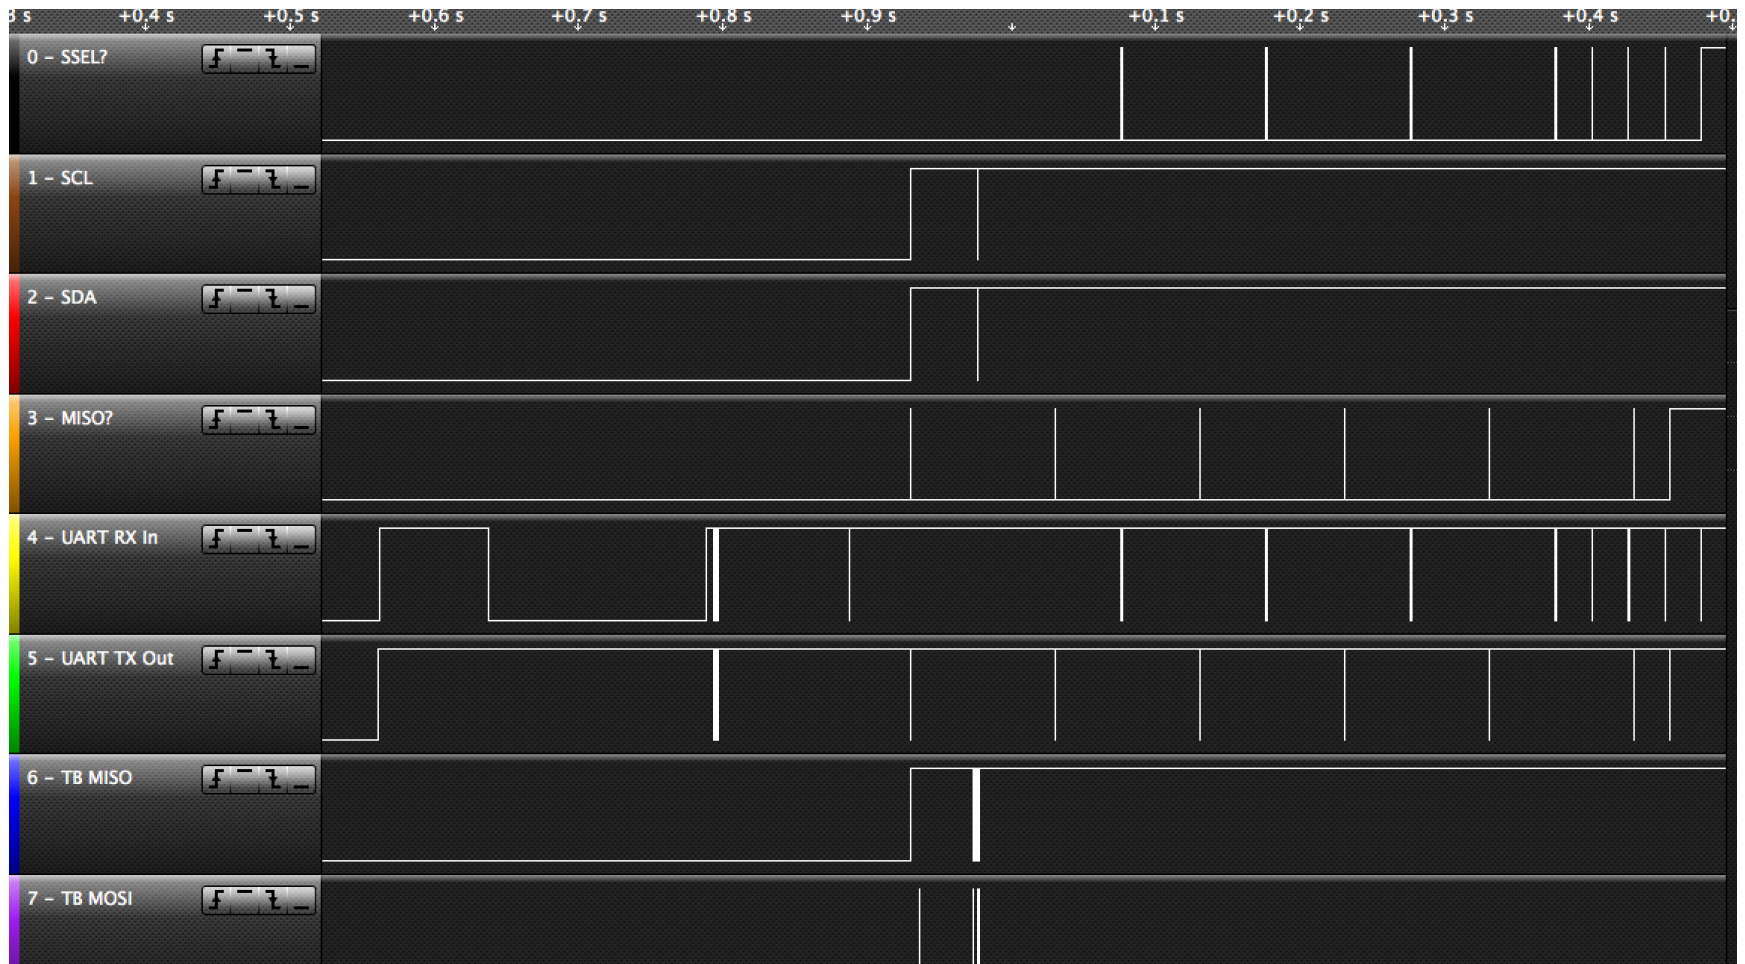 3 s +0.4 s +0.5 s +0.6 s +0.7 s +0.8 s +0.9 s +0.1 s +0.2 s +0.3 s +0.4 s +0.
0 - SSEL?
1 - SCL
2 - SDA
3 - MISO?
4 - UART RX In
5 - UART TX Out
6 - TB MISO
7 - TB MOSI